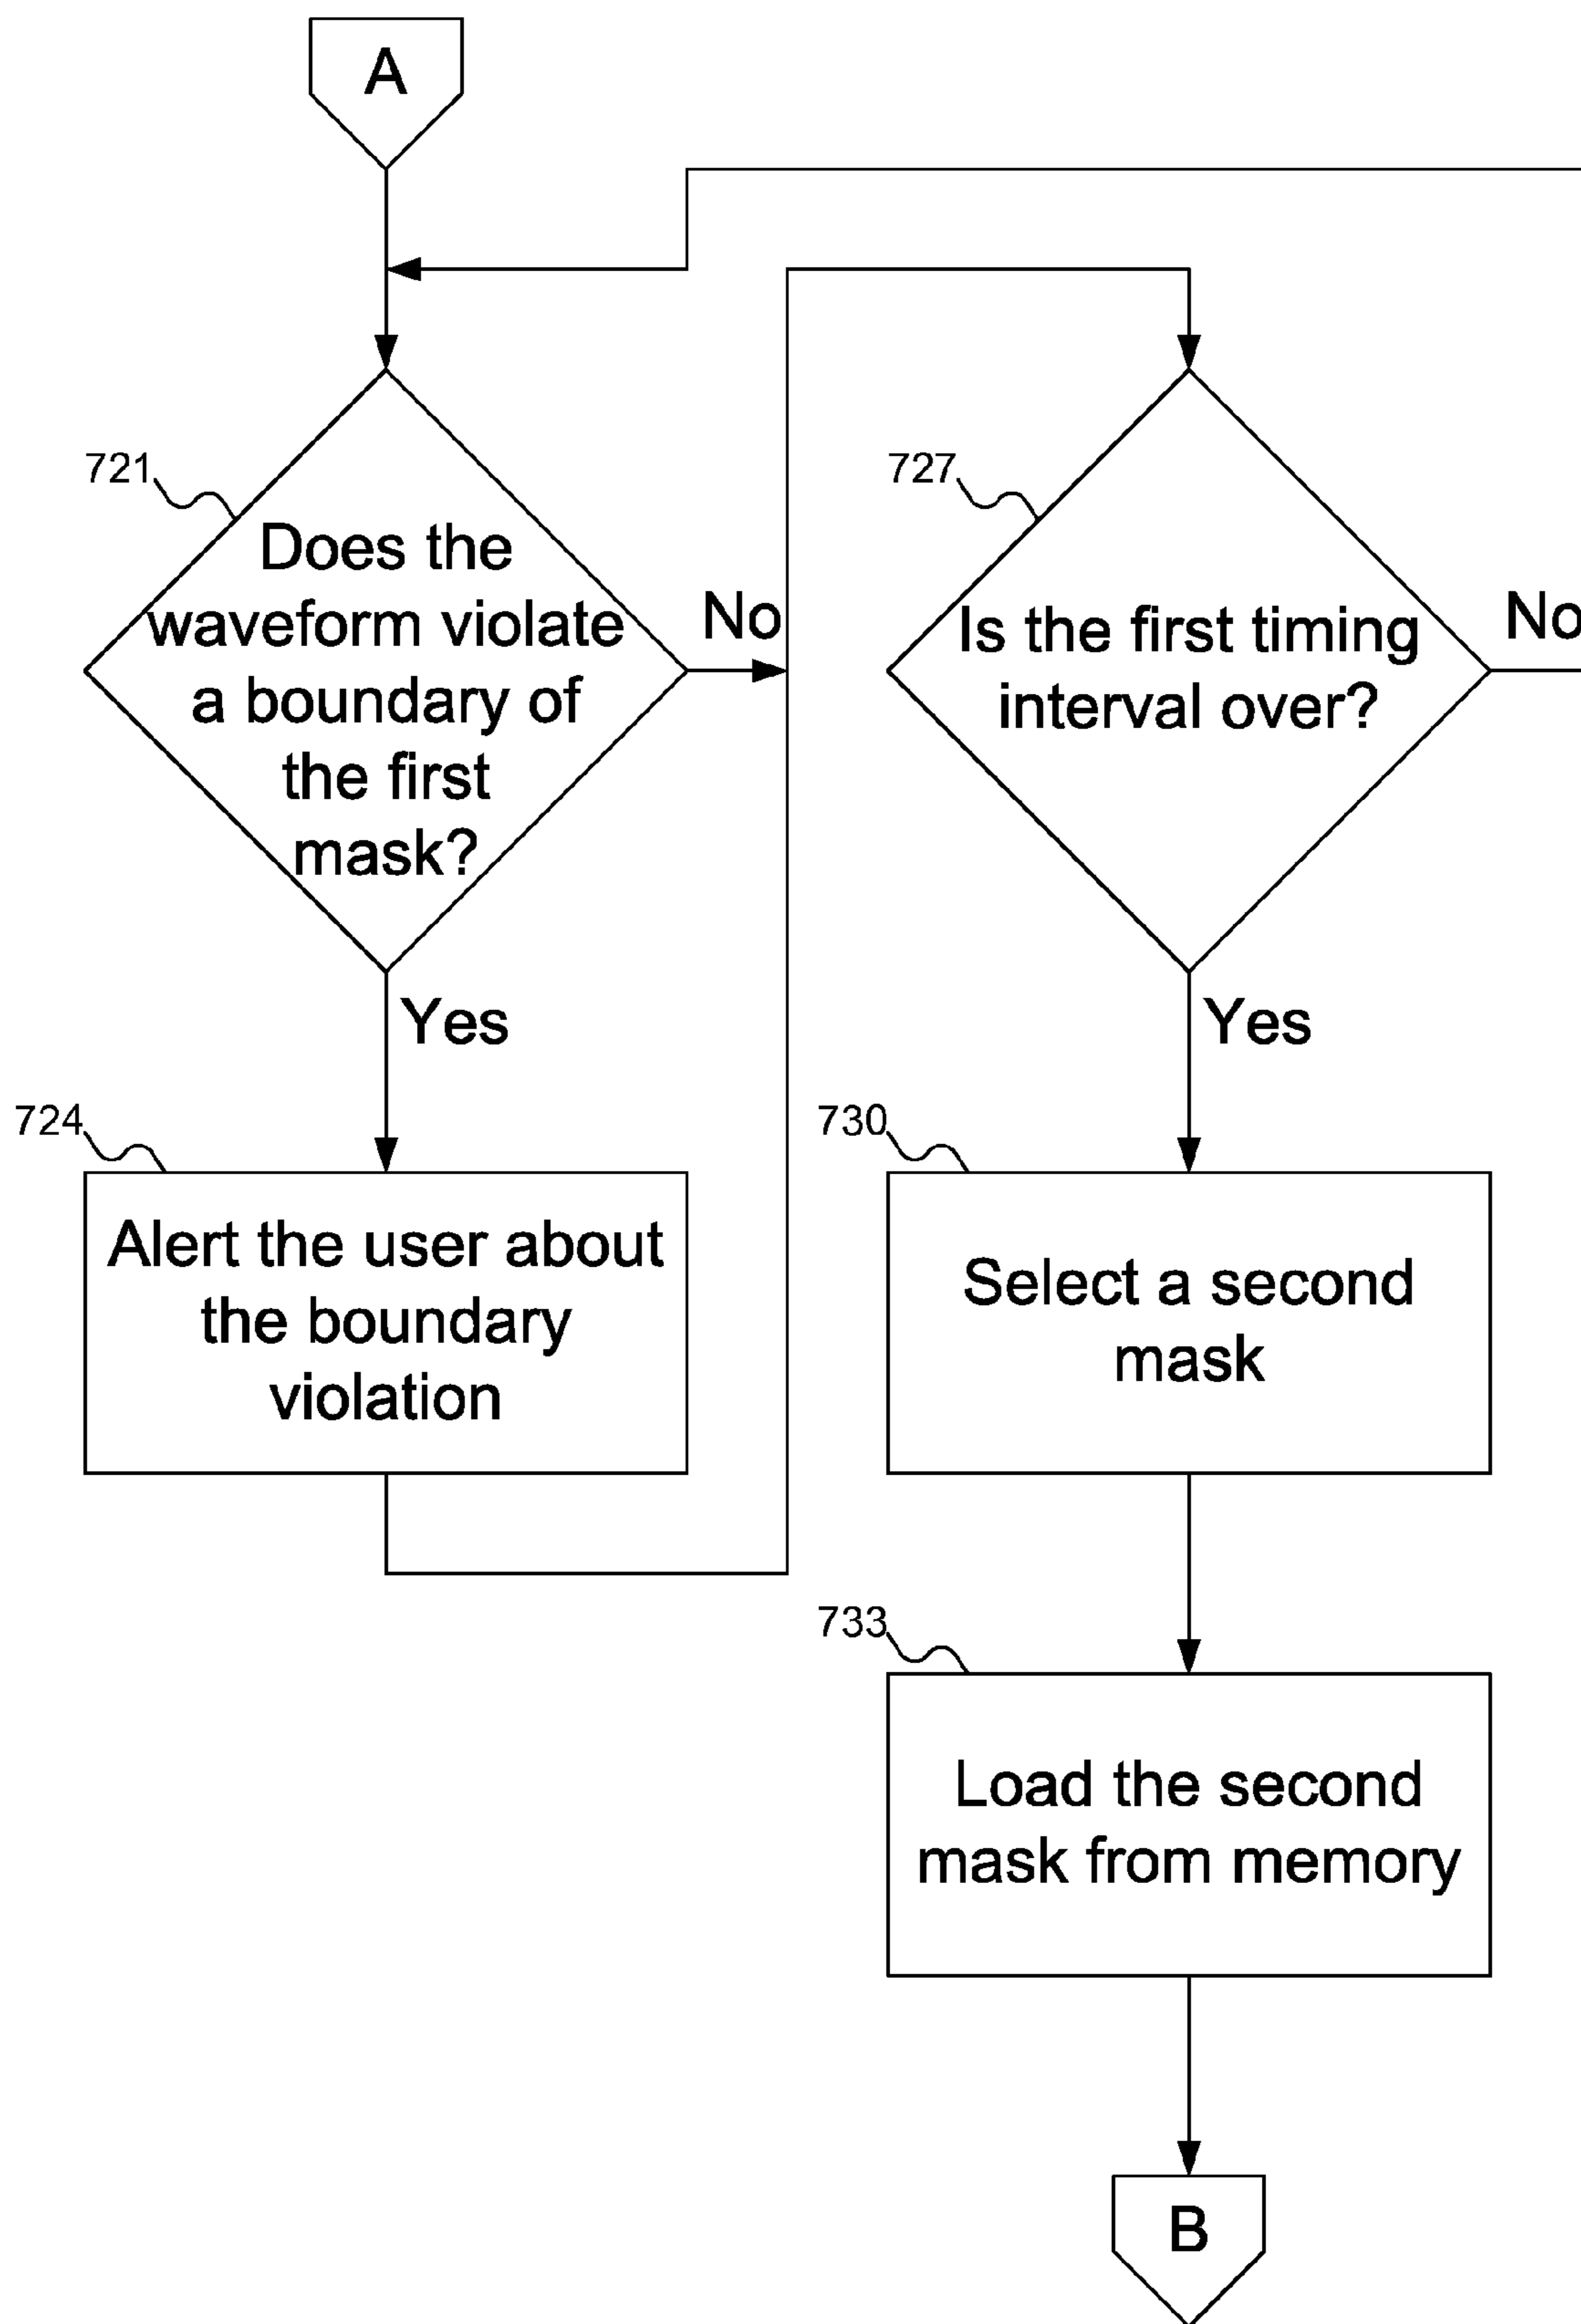 A
721
Does the
waveform violate
a boundary of
the first
mask?
No
Yes
724
Alert the user about
the boundary
violation
727
Is the first timing
interval over?
No
Yes
730
Select a second
mask
733
Load the second
mask from memory
B